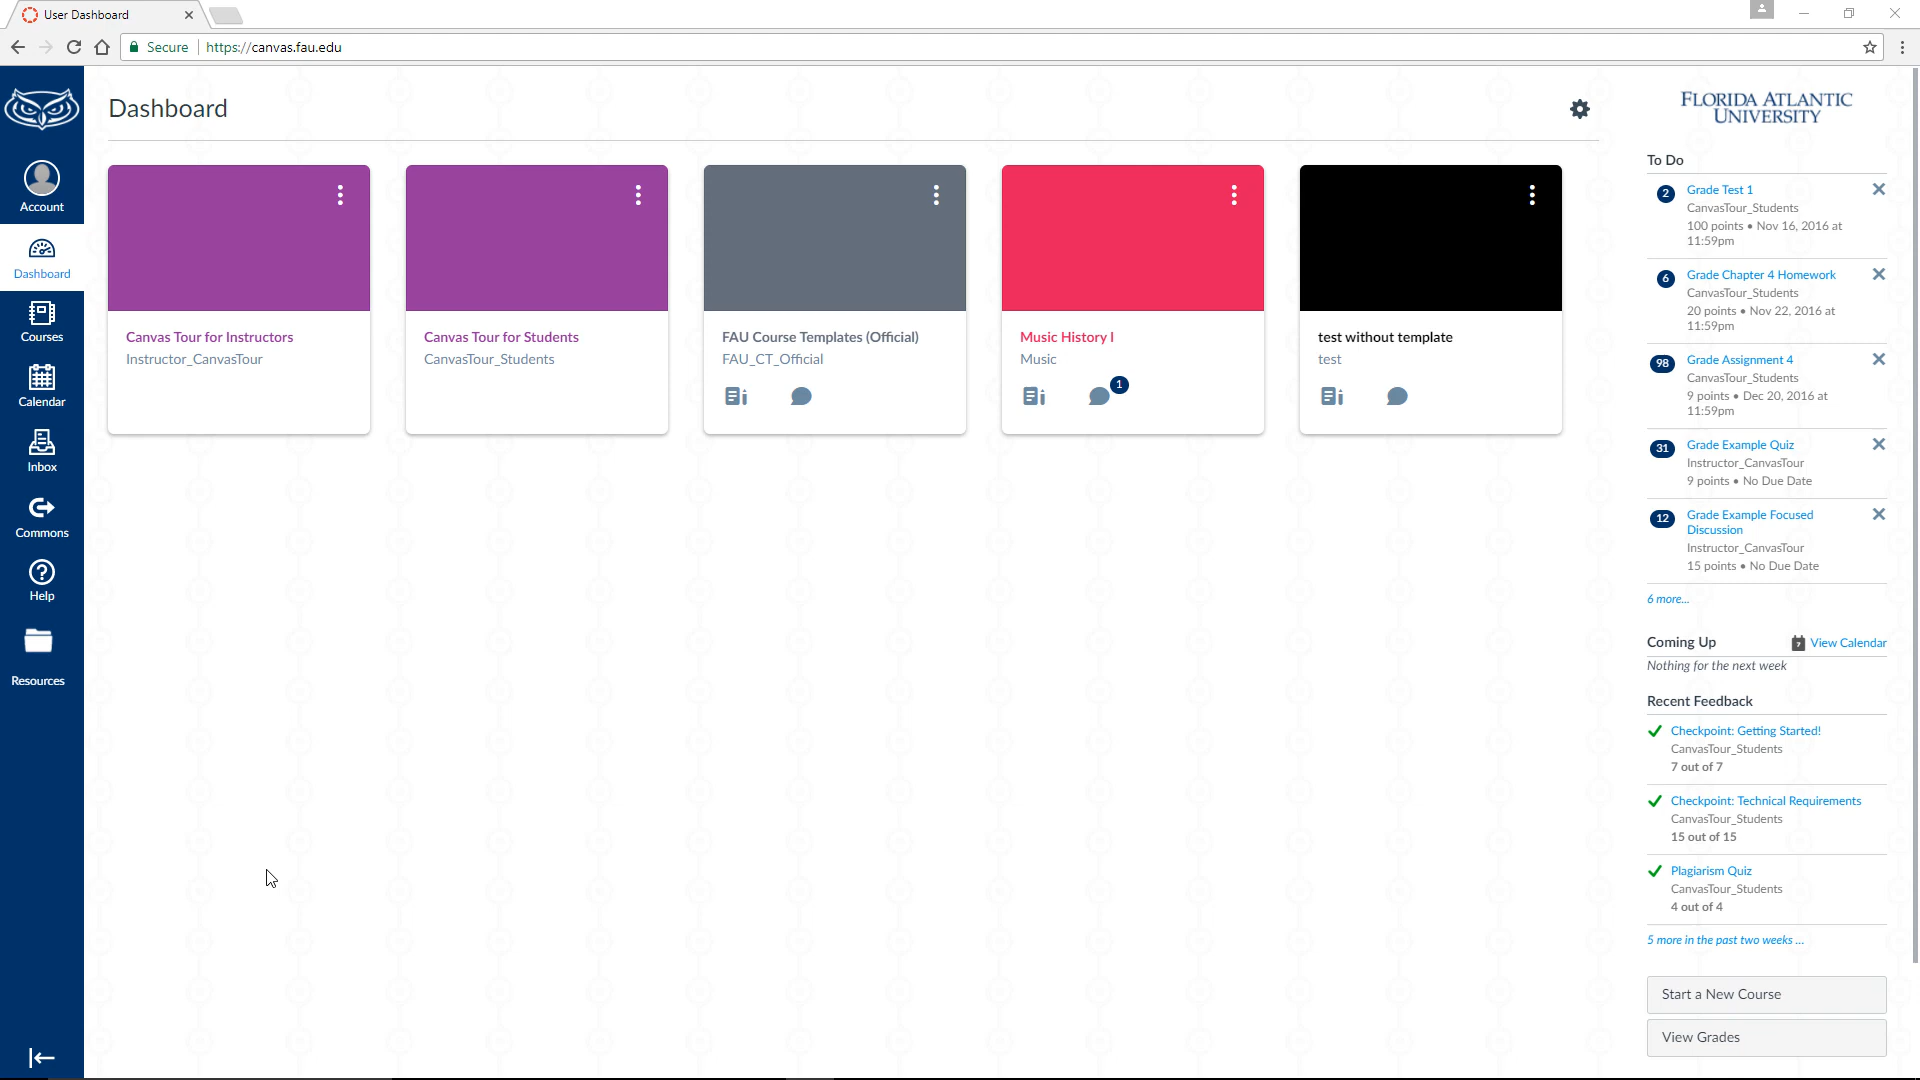 User Dashboard
Secure https://canvas.fau.edu
Account
Dashboard
Courses
Calendar
Inbox
Commons
Help
Resources
Dashboard
Canvas Tour for Instructors
Instructor_CanvasTour
Canvas Tour for Students
CanvasTour_Students
FAU Course Templates (Official)
FAU_CT_Official
Music History I
Music
1
test without template
test
FLORIDA ATLANTIC
UNIVERSITY
To Do
2 Grade Test 1
CanvasTour_Students
100 points • Nov 16, 2016 at
11:59pm
6 Grade Chapter 4 Homework
CanvasTour_Students
20 points • Nov 22, 2016 at
11:59pm
98 Grade Assignment 4
CanvasTour_Students
9 points • Dec 20, 2016 at
11:59pm
31 Grade Example Quiz
Instructor_CanvasTour
9 points • No Due Date
12 Grade Example Focused
Discussion
Instructor_CanvasTour
15 points • No Due Date
6 more...
Coming Up View Calendar
Nothing for the next week
Recent Feedback
Checkpoint: Getting Started!
CanvasTour_Students
7 out of 7
Checkpoint: Technical Requirements
CanvasTour_Students
15 out of 15
Plagiarism Quiz
CanvasTour_Students
4 out of 4
5 more in the past two weeks ...
Start a New Course
View Grades